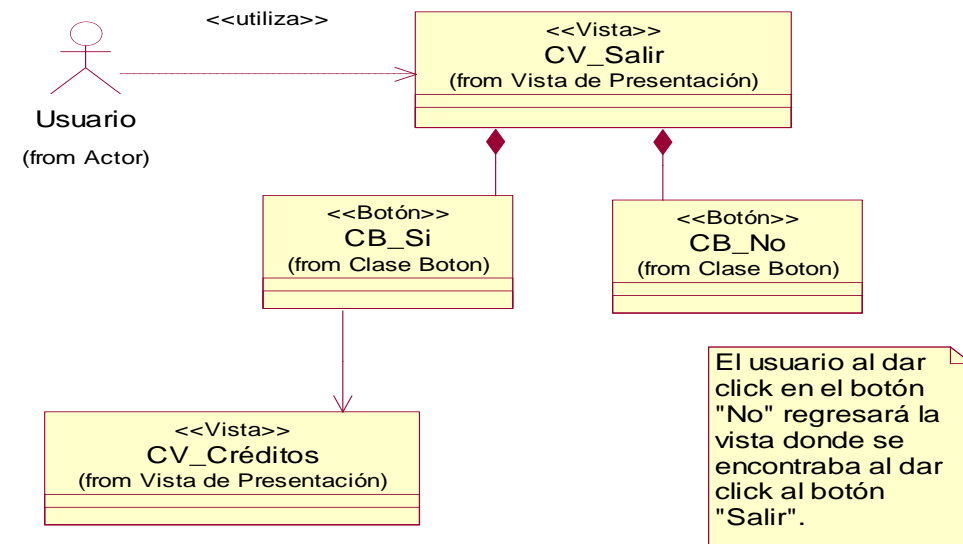 <<utiliza>>
<<Vista>>
CV_Salir
(from Vista de Presentación)
Usuario
(from Actor)
<<Botón>>
CB_Si
(from Clase Boton)
<<Botón>>
CB_No
(from Clase Boton)
El usuario al dar
click en el botón
"No" regresará la
vista donde se
encontraba al dar
click al botón
"Salir".
<<Vista>>
CV_Créditos
(from Vista de Presentación)